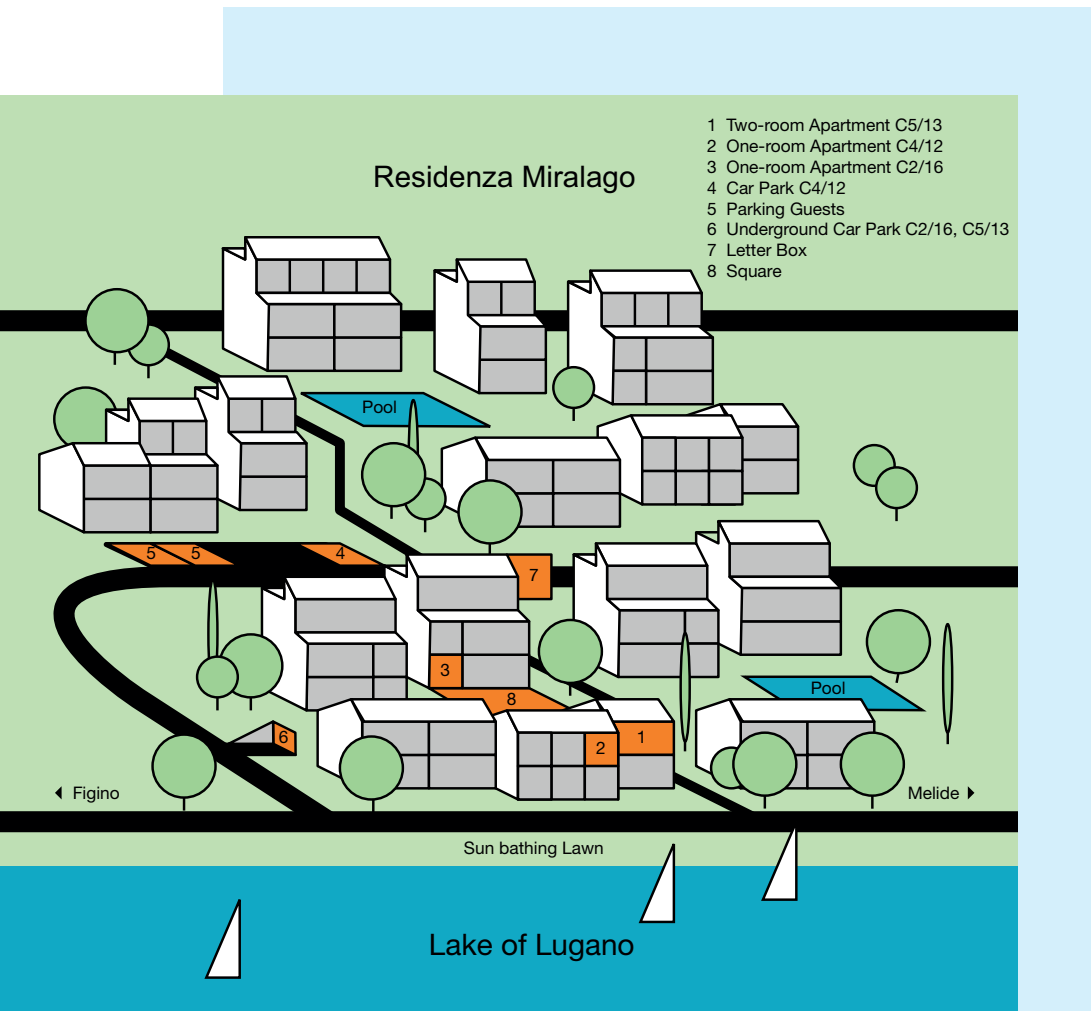 Residenza Miralago
1 Two-room Apartment C5/13
2 One-room Apartment C4/12
3 One-room Apartment C2/16
4 Car Park C4/12
5 Parking Guests
6 Underground Car Park C2/16, C5/13
7 Letter Box
8 Square
Pool
5 5 4
7
3
8
Pool
6
2
1
Figino
Melide
Sun bathing Lawn
Lake of Lugano